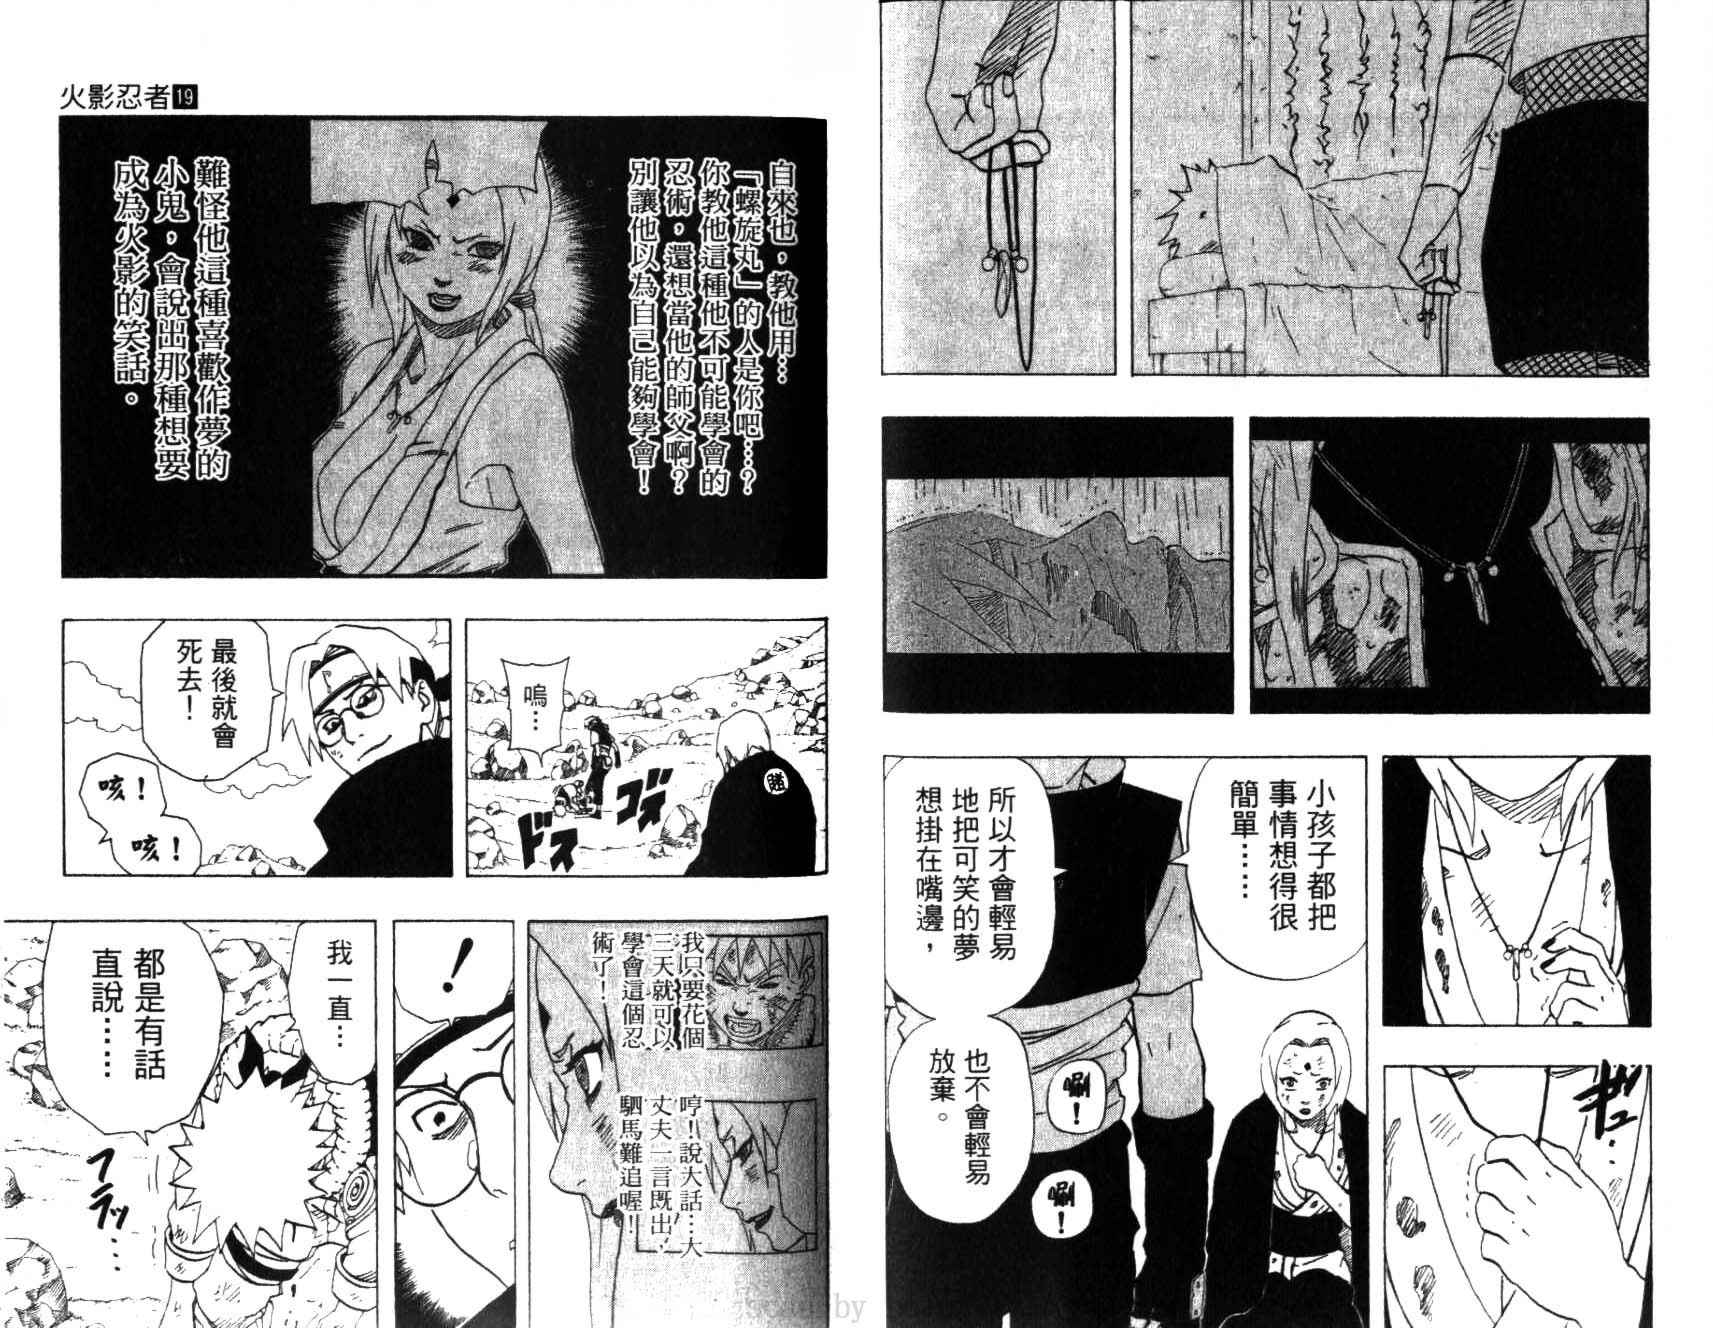 ギュ…
小孩子都把
事情想得很
簡單……
所以才會輕易
地把可笑的夢
想掛在嘴邊，
也不會輕易
放棄。
唰！
唰！
火影忍者19
自來也，教他用…
「螺旋丸」的人是你吧…？
你教他這種他不可能學會的
忍術，還想當他的師父啊？
別讓他以為自己能夠學會！
難怪他這種喜歡作夢的
小鬼，會說出那種想要
成為火影的笑話。
嗚…
ゴズ
ドス
賭
最後就會
死去！
咳！
咳！
我只要花個
三天就可以
學會這個忍
術了！
哼！說大話…大
丈夫一言既出，
駟馬難追喔！
！
我一直…
都是有話
直說……
フラッ…
scan by